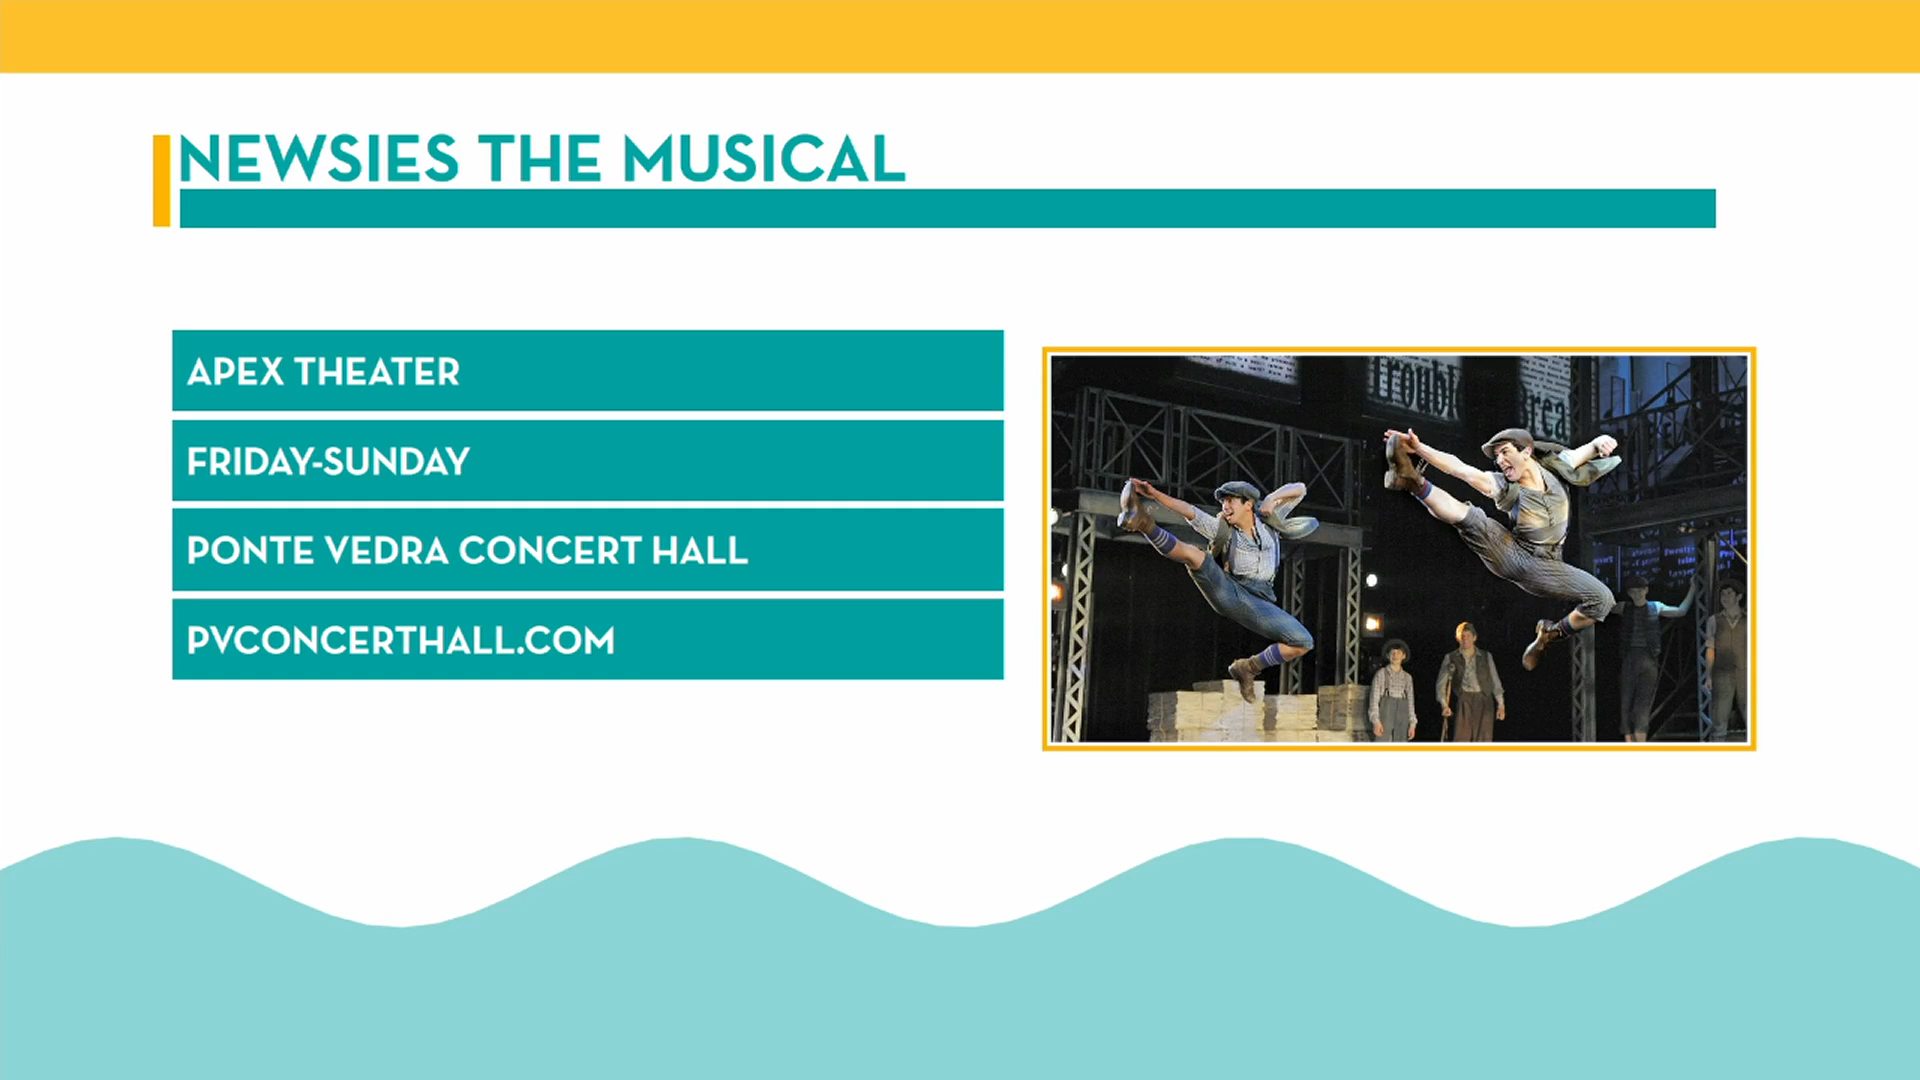 NEWSIES THE MUSICAL
APEX THEATER
FRIDAY-SUNDAY
PONTE VEDRA CONCERT HALL
PVCONCERTHALL.COM